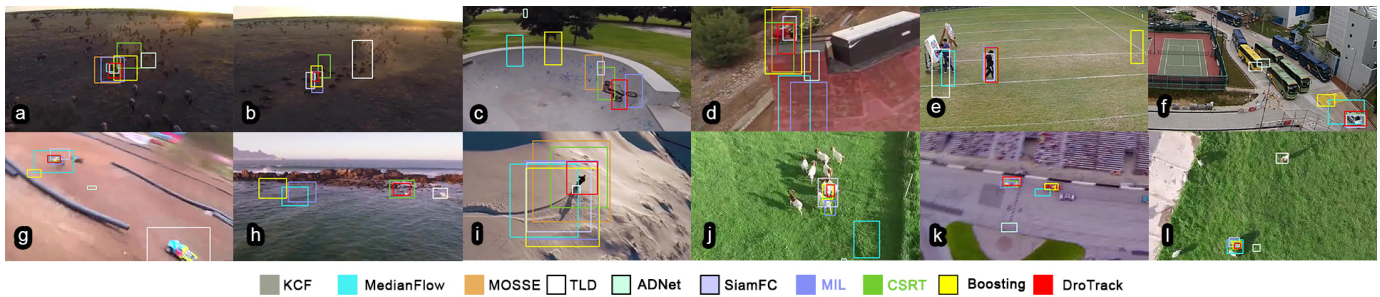 a
b
c
d
e
f
g
h
i
j
k
l
KCF MedianFlow MOSSE TLD ADNet SiamFC MIL CSRT Boosting DroTrack